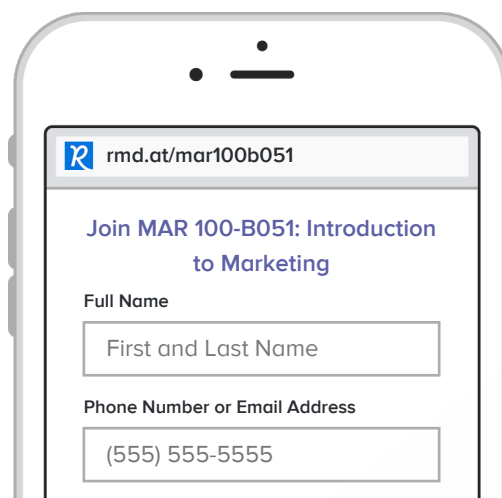 rmd.at/mar100b051
Join MAR 100-B051: Introduction
to Marketing
Full Name
First and Last Name
Phone Number or Email Address
(555) 555-5555